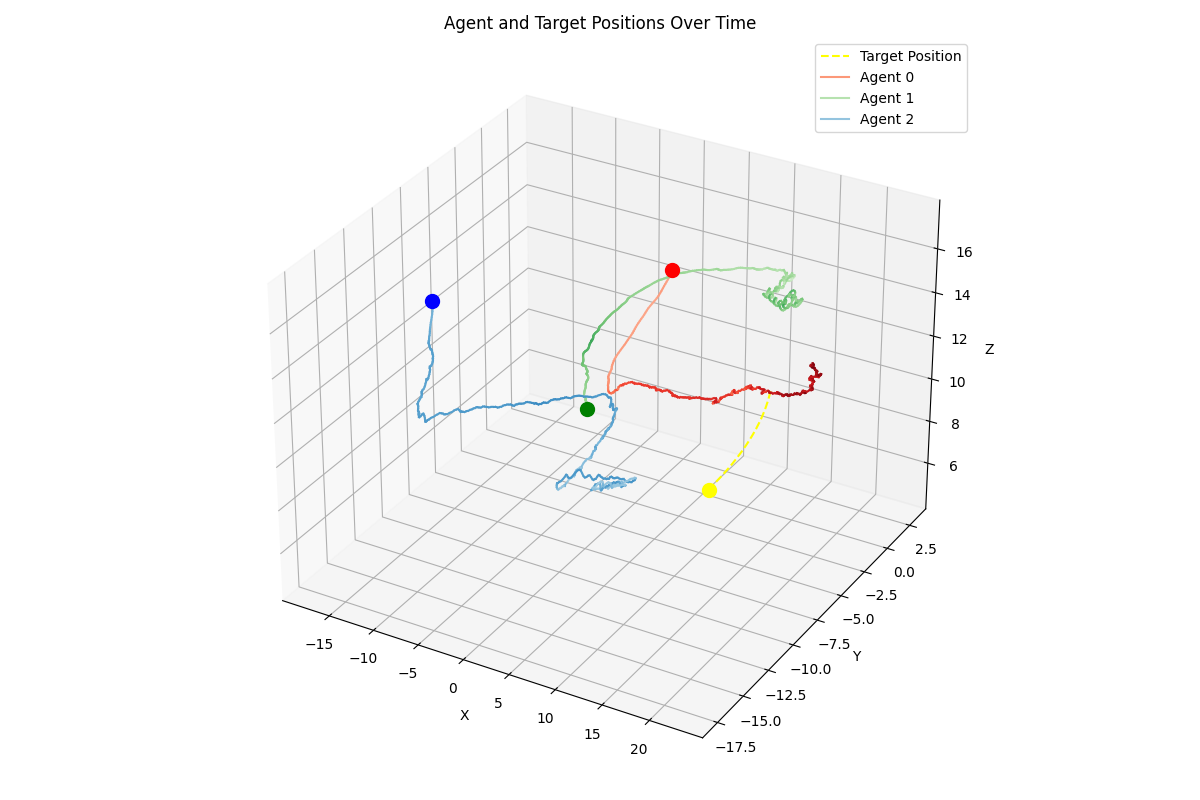 Agent and Target Positions Over Time
Target Position
Agent 0
Agent 1
Agent 2
16
14
Z
12
10
8
6
2.5
0.0
−2.5
−5.0
−7.5
Y
−10.0
−12.5
−15.0
−17.5
−15
−10
−5
0
5
10
15
20
X